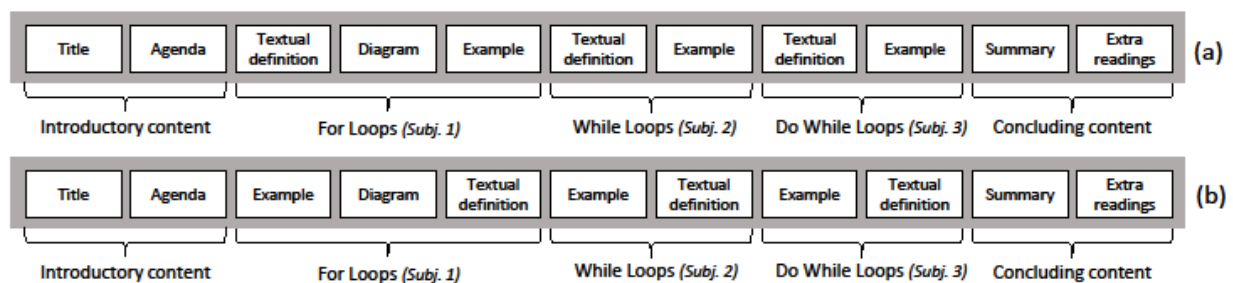 Title Agenda Textual definition Diagram Example Textual definition Example Textual definition Example Summary Extra readings (a)
Introductory content For Loops (Subj. 1) While Loops (Subj. 2) Do While Loops (Subj. 3) Concluding content
Title Agenda Example Diagram Textual definition Example Textual definition Example Textual definition Summary Extra readings (b)
Introductory content For Loops (Subj. 1) While Loops (Subj. 2) Do While Loops (Subj. 3) Concluding content